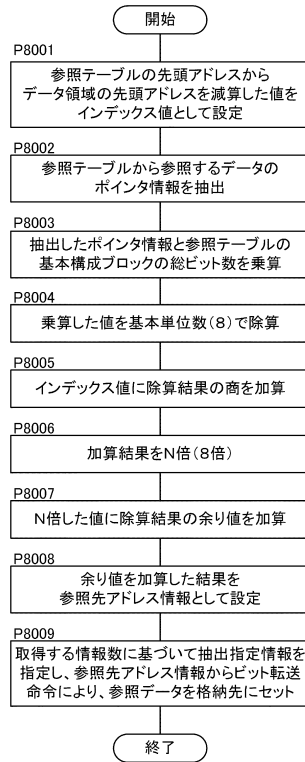 開始
P8001
参照テーブルの先頭アドレスから
データ領域の先頭アドレスを減算した値を
インデックス値として設定
P8002
参照テーブルから参照するデータの
ポインタ情報を抽出
P8003
抽出したポインタ情報と参照テーブルの
基本構成ブロックの総ビット数を乗算
P8004
乗算した値を基本単位数(8)で除算
P8005
インデックス値に除算結果の商を加算
P8006
加算結果をN倍(8倍)
P8007
N倍した値に除算結果の余り値を加算
P8008
余り値を加算した結果を
参照先アドレス情報として設定
P8009
取得する情報数に基づいて抽出指定情報を
指定し、参照先アドレス情報からビット転送
命令により、参照データを格納先にセット
終了